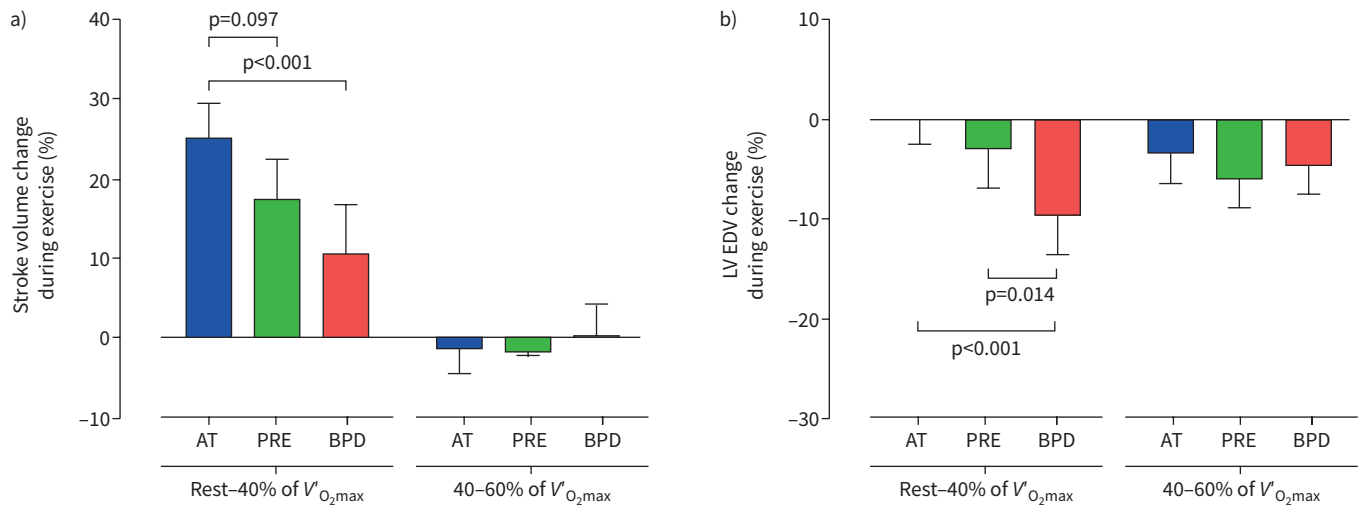 a)
Stroke volume change
during exercise (%)
40
30
20
10
0
–10
p=0.097
p<0.001
AT PRE BPD AT PRE BPD
Rest–40% of V′O2max 40–60% of V′O2max
b)
LV EDV change
during exercise (%)
10
0
–10
–20
–30
p=0.014
p<0.001
AT PRE BPD AT PRE BPD
Rest–40% of V′O2max 40–60% of V′O2max